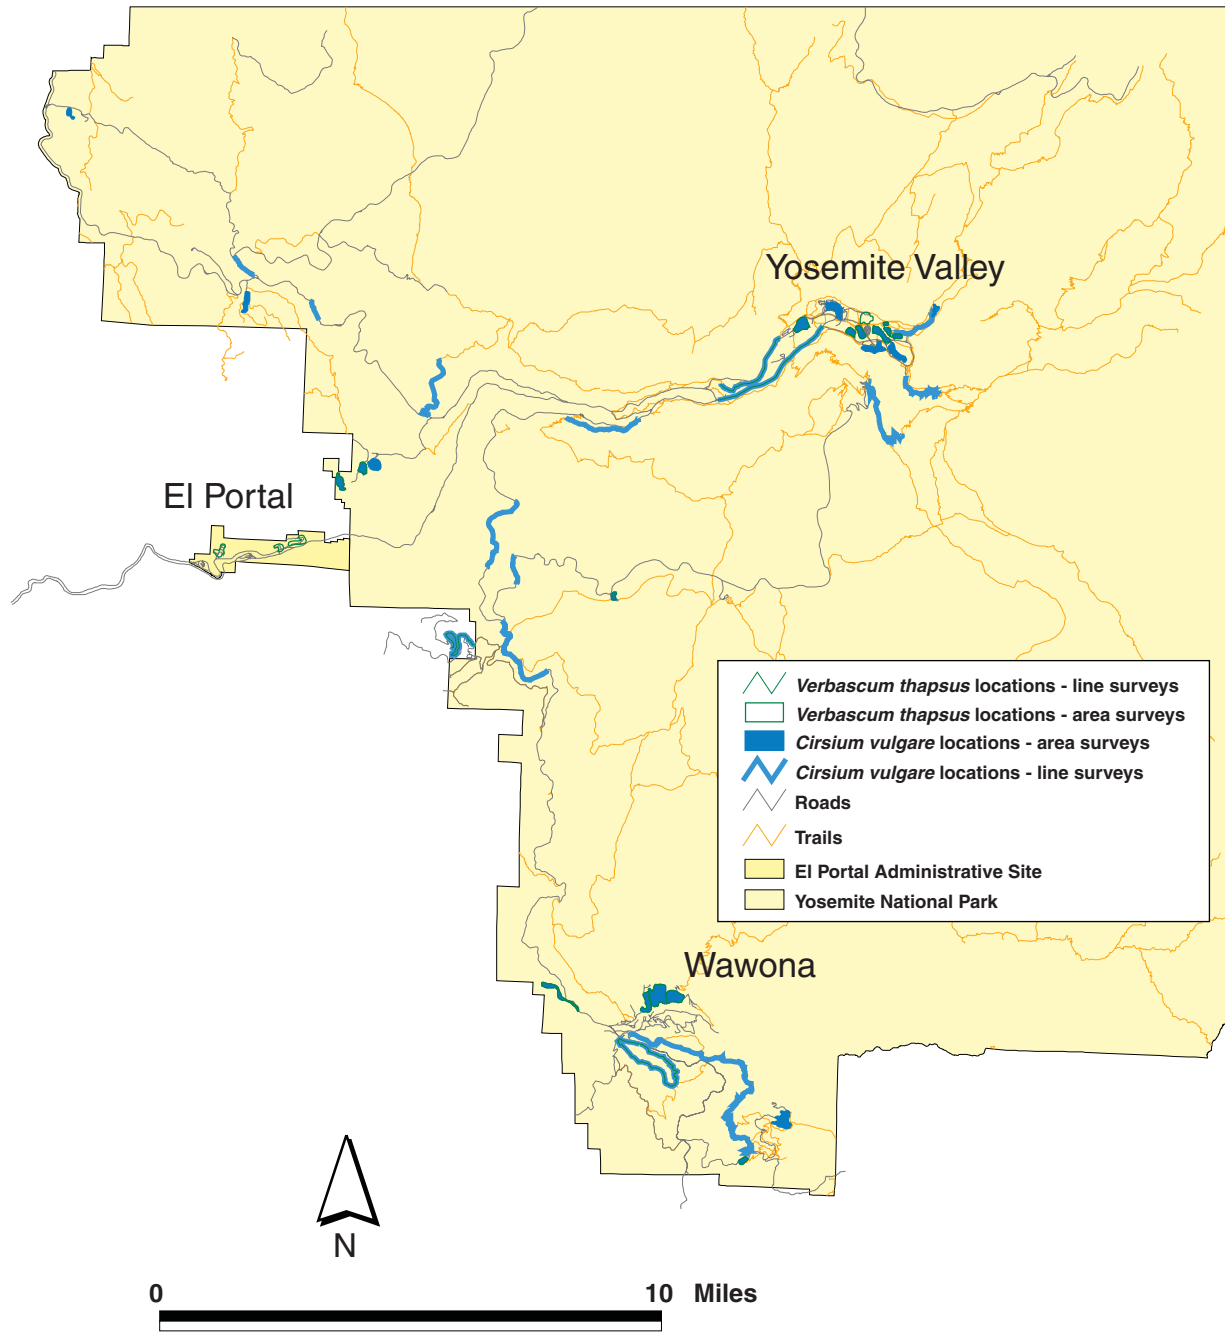 Yosemite Valley
El Portal
Verbascum thapsus locations - line surveys
Verbascum thapsus locations - area surveys
Cirsium vulgare locations - area surveys
Cirsium vulgare locations - line surveys
Roads
Trails
El Portal Administrative Site
Yosemite National Park
Wawona
N
0 10 Miles